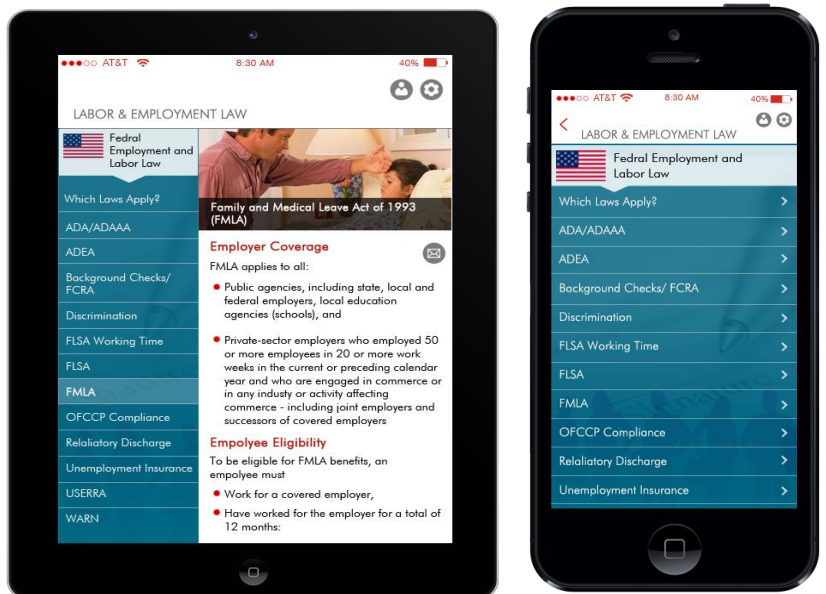 AT&T 8:30 AM 40%
LABOR & EMPLOYMENT LAW
Fedral
Employment and
Labor Law
Which Laws Apply?
ADA/ADAAA
ADEA
Background Checks/
FCRA
Discrimination
FLSA Working Time
FLSA
FMLA
OFCCP Compliance
Relaliatory Discharge
Unemployment Insurance
USERRA
WARN
Family and Medical Leave Act of 1993
(FMLA)
Employer Coverage
FMLA applies to all:
Public agencies, including state, local and
federal employers, local education
agencies (schools), and
Private-sector employers who employed 50
or more employees in 20 or more work
weeks in the current or preceding calendar
year and who are engaged in commerce or
in any industy or activity affecting
commerce - including joint employers and
successors of covered employers
Empolyee Eligibility
To be eligible for FMLA benefits, an
empolyee must
Work for a covered employer,
Have worked for the employer for a total of
12 months:
AT&T 8:30 AM 40%
LABOR & EMPLOYMENT LAW
Fedral Employment and
Labor Law
Which Laws Apply?
ADA/ADAAA
ADEA
Background Checks/ FCRA
Discrimination
FLSA Working Time
FLSA
FMLA
OFCCP Compliance
Relaliatory Discharge
Unemployment Insurance